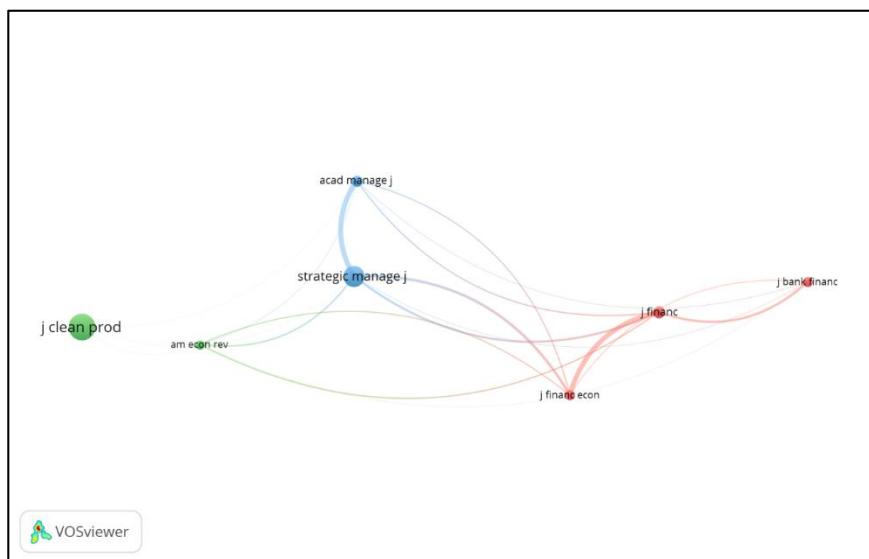 acad manage j
strategic manage j
j bank financ
j financ
j clean prod
am econ rev
j financ econ
VOSviewer